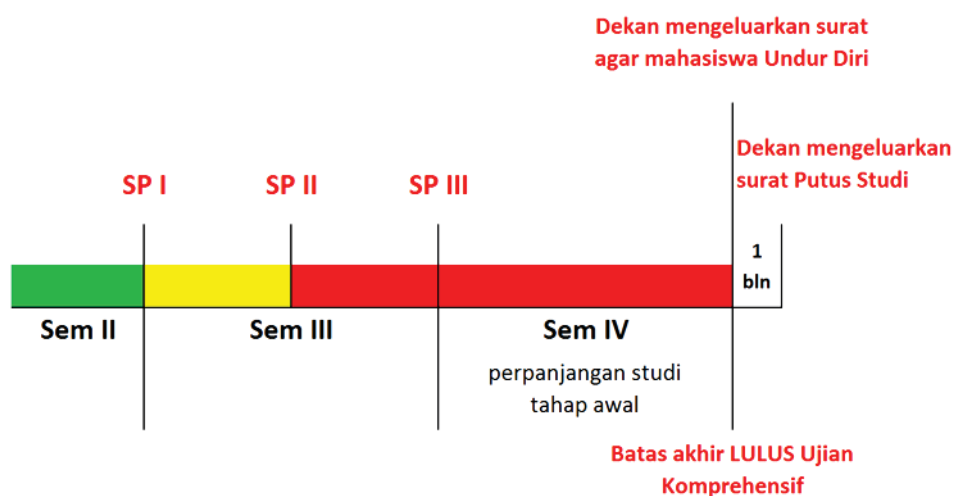 Dekan mengeluarkan surat
agar mahasiswa Undur Diri
Dekan mengeluarkan
surat Putus Studi
SP I
SP II
SP III
1
bln
Sem II
Sem III
Sem IV
perpanjangan studi
tahap awal
Batas akhir LULUS Ujian
Komprehensif